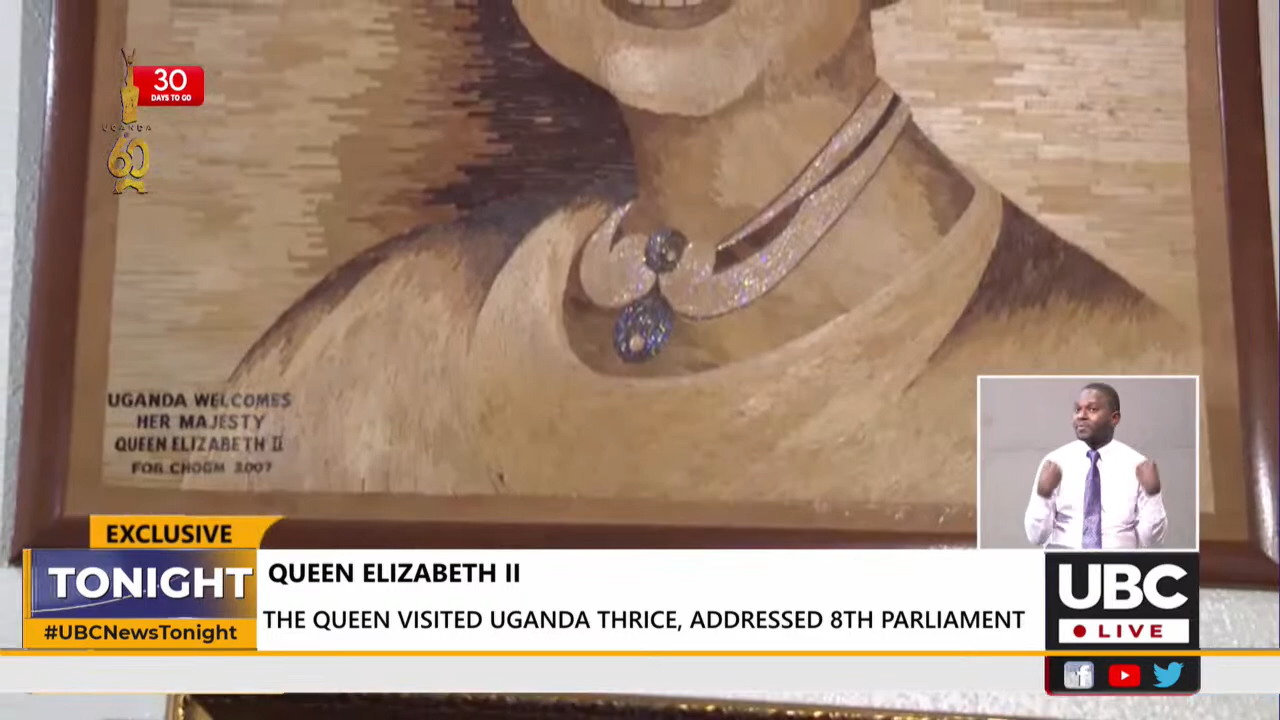 30
DAYS TO GO
UGANDA
60
UGANDA WELCOMES
HER MAJESTY
QUEEN ELIZABETH II
FOR CHOGM 2007
EXCLUSIVE
TONIGHT
#UBCNewsTonight
QUEEN ELIZABETH II
THE QUEEN VISITED UGANDA THRICE, ADDRESSED 8TH PARLIAMENT
UBC
LIVE